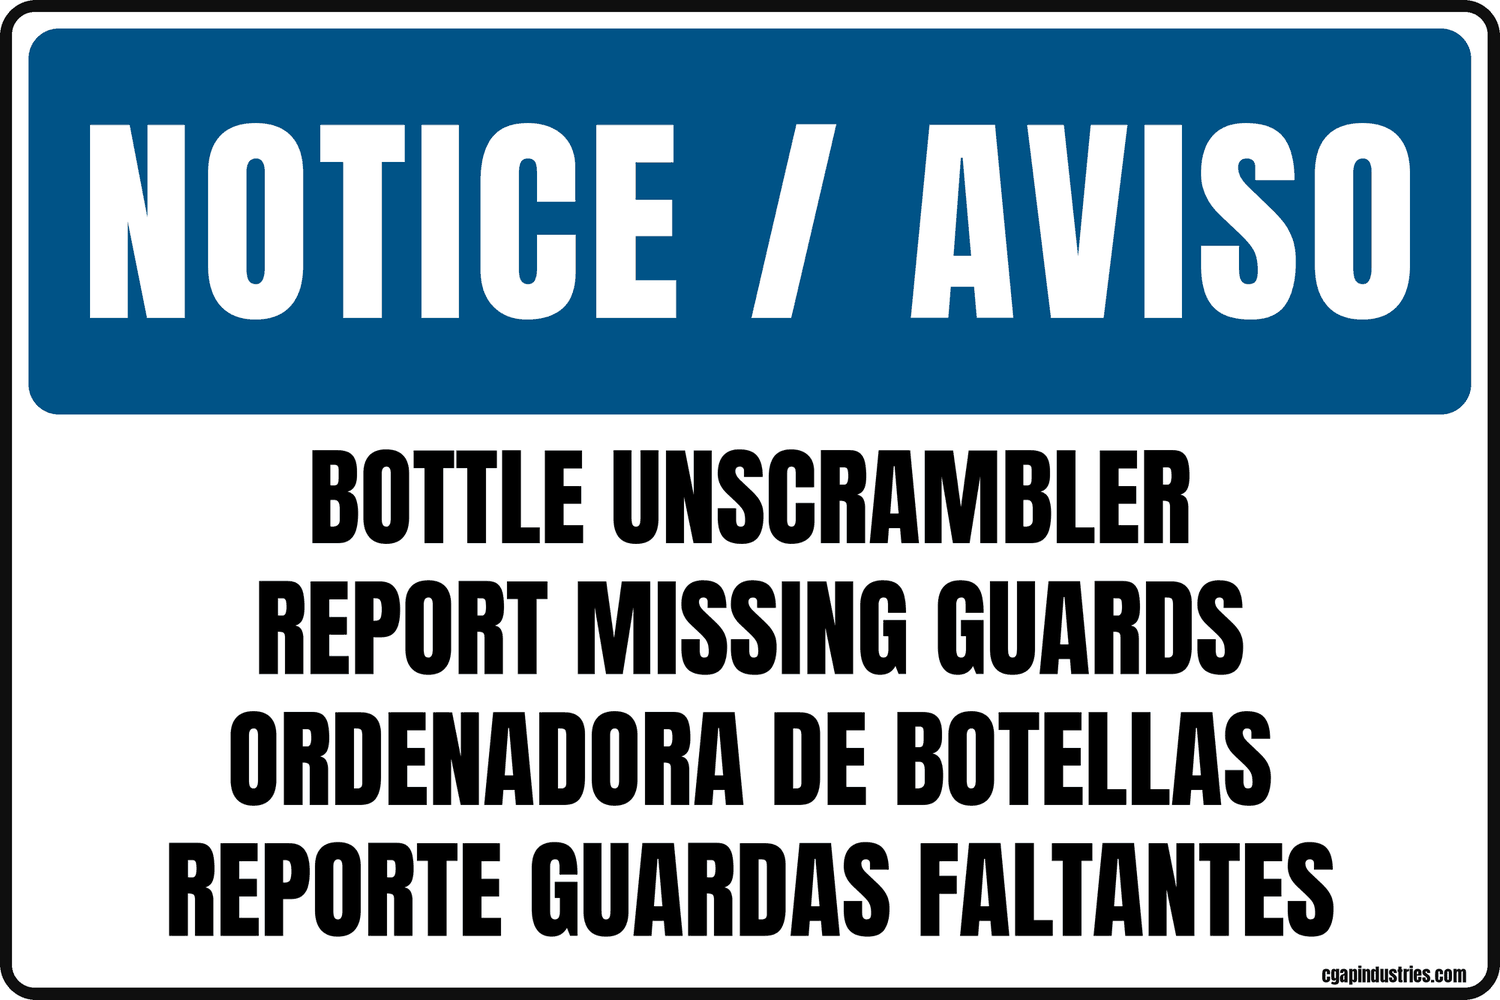 NOTICE / AVISO
BOTTLE UNSCRAMBLER
REPORT MISSING GUARDS
ORDENADORA DE BOTELLAS
REPORTE GUARDAS FALTANTES
cgapindustries.com